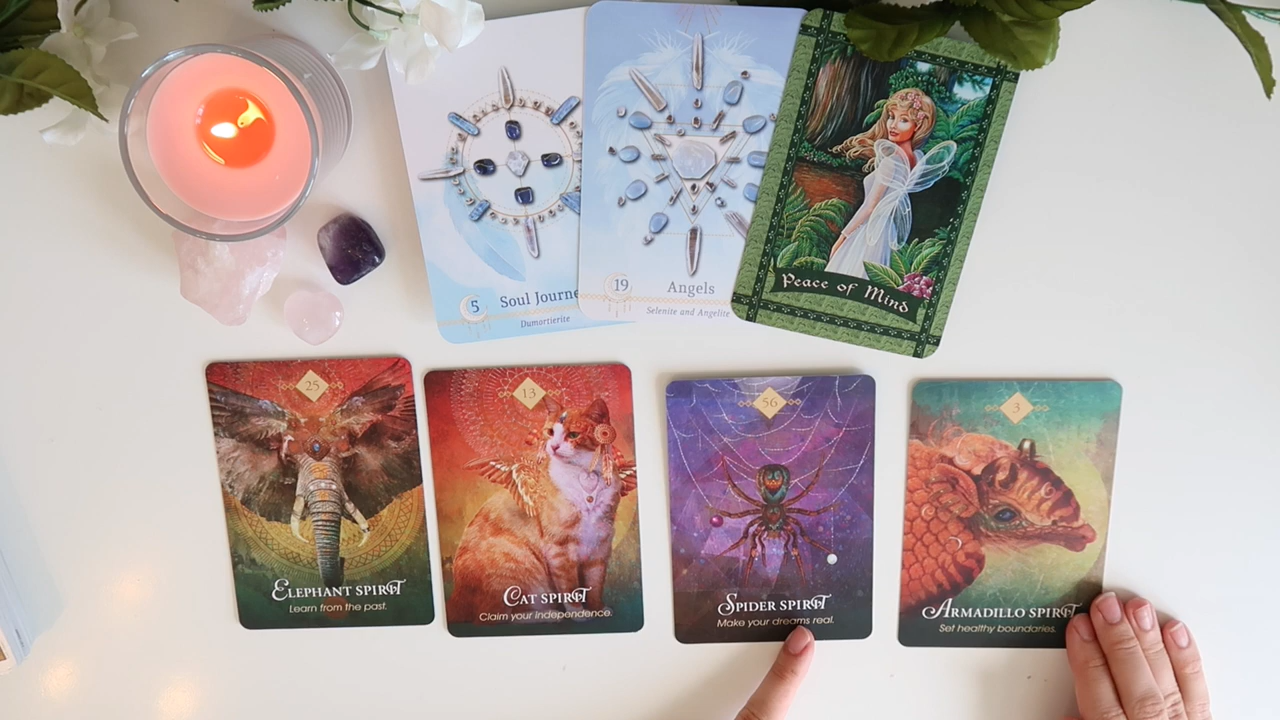 5 Soul Journe
Dumortierite
19 Angels
Selenite and Angelite
Peace of Mind
25
ELEPHANT SPIRIT
Learn from the past.
13
CAT SPIRIT
Claim your independence.
56
SPIDER SPIRIT
Make your dreams real.
3
ARMADILLO SPIRIT
Set healthy boundaries.